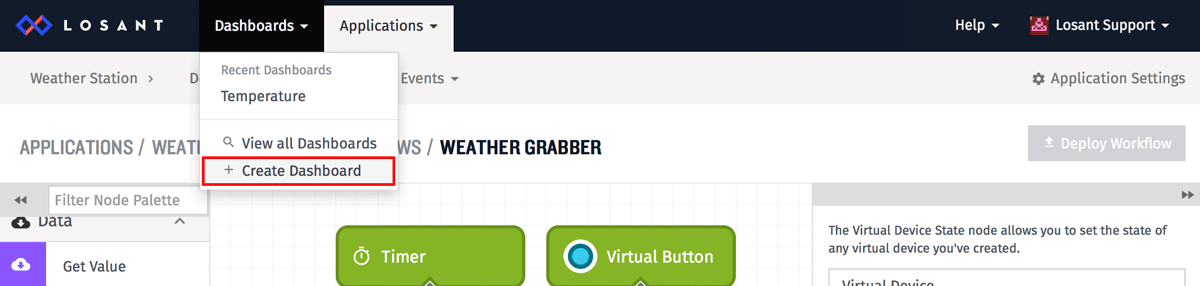 LOSANT
Dashboards
Applications
Help
Losant Support
Weather Station
Events
Application Settings
Recent Dashboards
Temperature
View all Dashboards
+ Create Dashboard
APPLICATIONS / WEAT
WS / WEATHER GRABBER
Deploy Workflow
Filter Node Palette
Data
Get Value
Timer
Virtual Button
The Virtual Device State node allows you to set the state of
any virtual device you've created.
Virtual Device